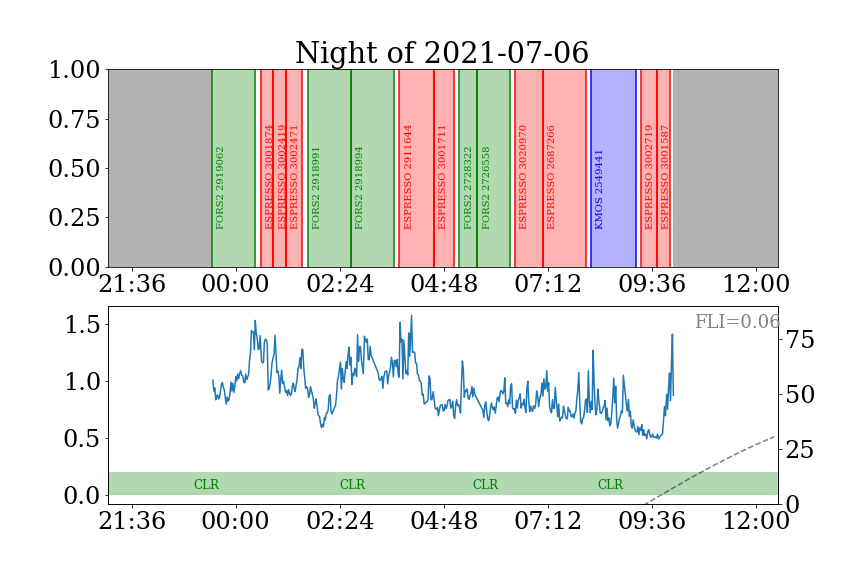 Night of 2021-07-06
1.00
0.75
0.50
0.25
0.00
FORS2 2919062
ESPRESSO 3001874
ESPRESSO 3002419
ESPRESSO 3002471
FORS2 2918991
FORS2 2918994
ESPRESSO 2911644
ESPRESSO 3001711
FORS2 2728322
FORS2 2726558
ESPRESSO 3020970
ESPRESSO 2687266
KMOS 2549441
ESPRESSO 3002719
ESPRESSO 3001587
21:36 00:00 02:24 04:48 07:12 09:36 12:00
FLI=0.06
1.5
1.0
0.5
0.0
75
50
25
0
CLR CLR CLR CLR
21:36 00:00 02:24 04:48 07:12 09:36 12:00